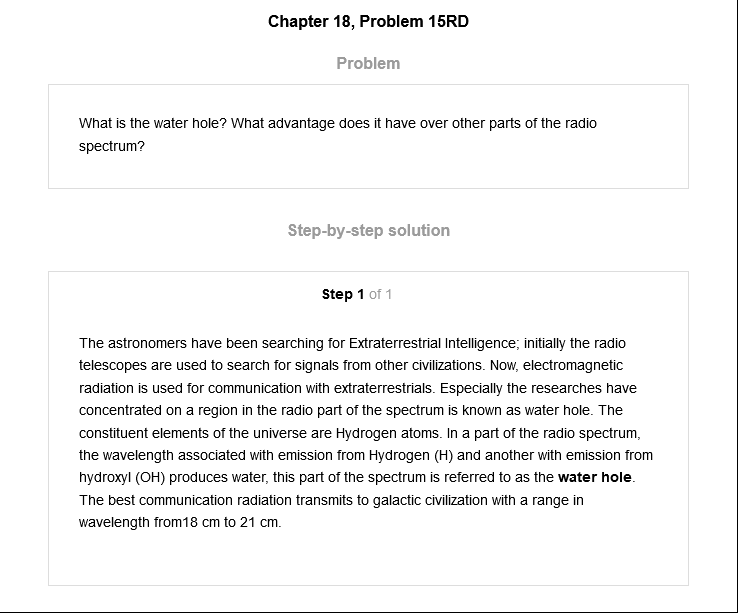 Chapter 18, Problem 15RD
Problem
What is the water hole? What advantage does it have over other parts of the radio
spectrum?
Step-by-step solution
Step 1 of 1
The astronomers have been searching for Extraterrestrial Intelligence; initially the radio
telescopes are used to search for signals from other civilizations. Now, electromagnetic
radiation is used for communication with extraterrestrials. Especially the researches have
concentrated on a region in the radio part of the spectrum is known as water hole. The
constituent elements of the universe are Hydrogen atoms. In a part of the radio spectrum,
the wavelength associated with emission from Hydrogen (H) and another with emission from
hydroxyl (OH) produces water, this part of the spectrum is referred to as the water hole.
The best communication radiation transmits to galactic civilization with a range in
wavelength from18 cm to 21 cm.